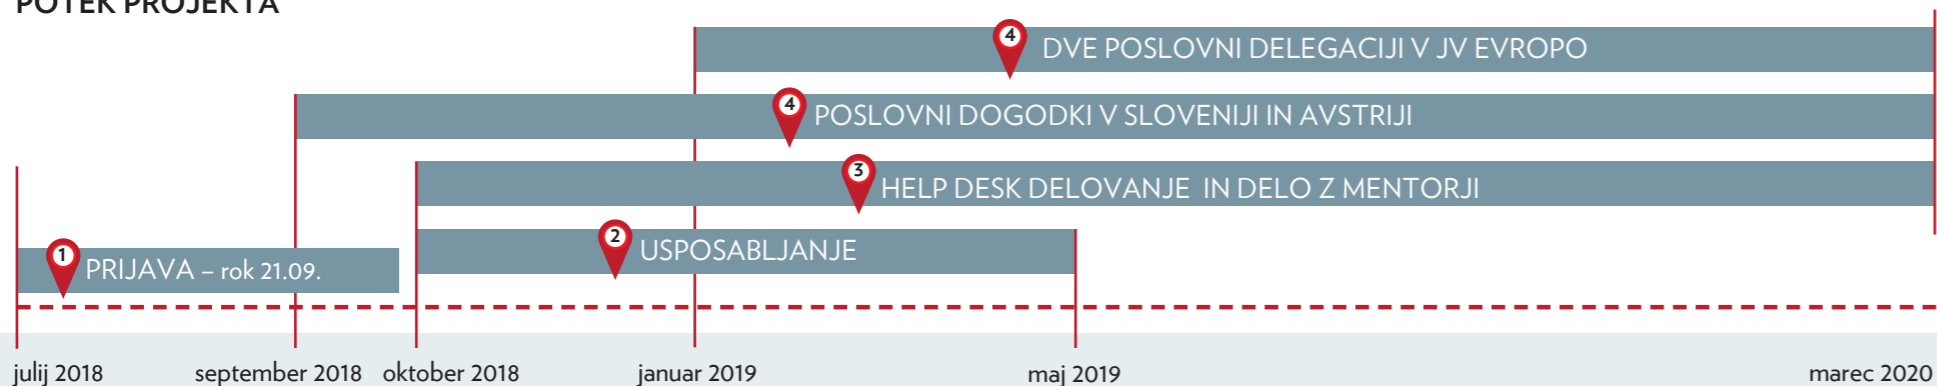 POTEK PROJEKTA
4 DVE POSLOVNI DELEGACIJI V JV EVROPO
4 POSLOVNI DOGODKI V SLOVENIJI IN AVSTRIJI
3 HELP DESK DELOVANJE IN DELO Z MENTORJI
2 USPOSABLJANJE
1 PRIJAVA – rok 21.09.
julij 2018 september 2018 oktober 2018 januar 2019 maj 2019 marec 2020